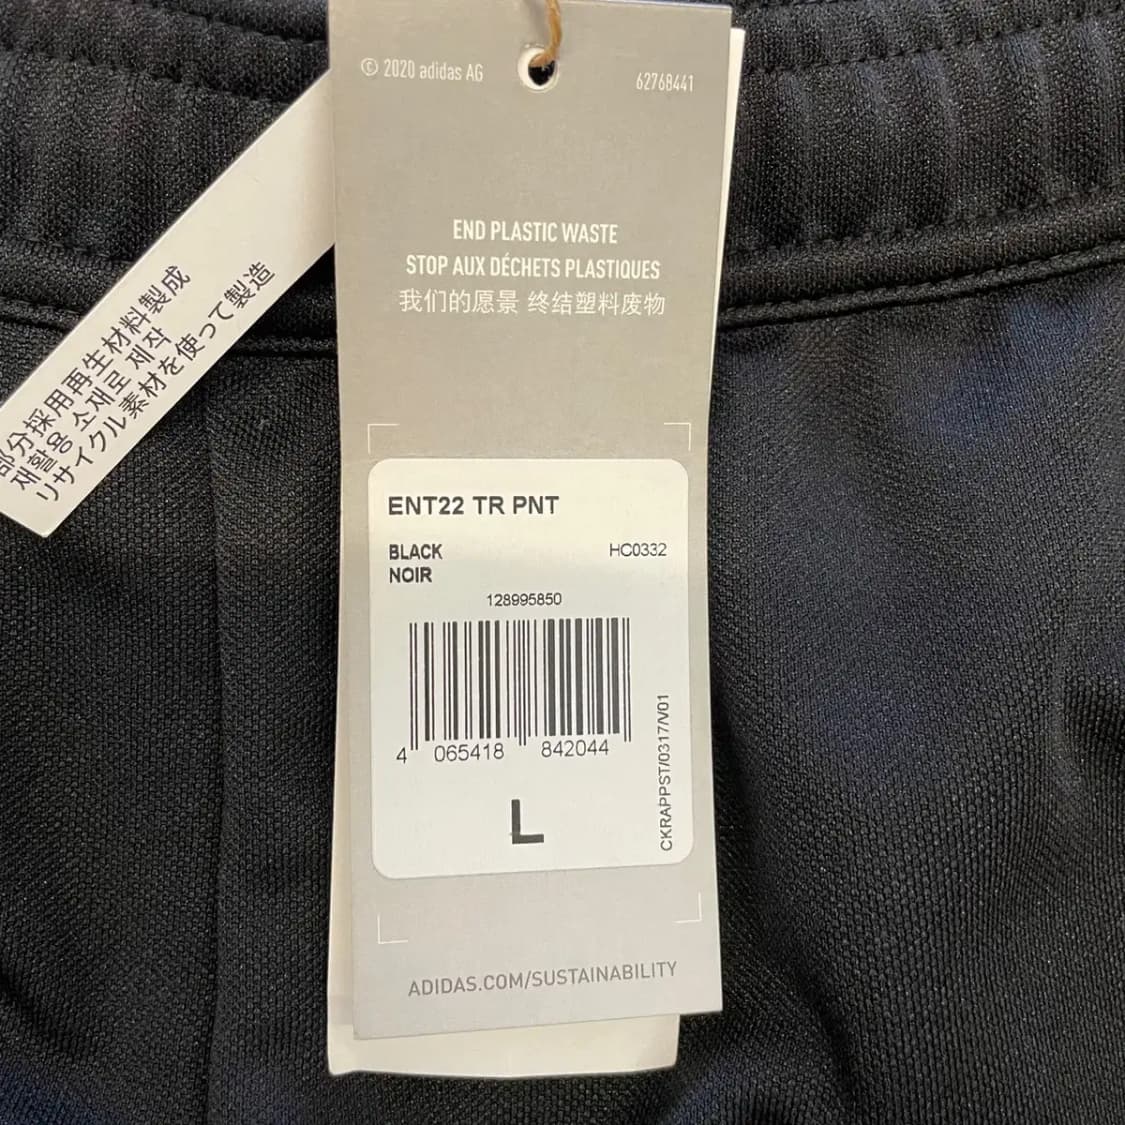 © 2020 adidas AG
62768441
END PLASTIC WASTE
STOP AUX DÉCHETS PLASTIQUES
我们的愿景 终结塑料废物
部分採用再生材料製成
재활용 소재로 제작
リサイクル素材を使って製造
ENT22 TR PNT
BLACK
HC0332
NOIR
128995850
4 065418 842044
CKRAPPST/0317/V01
L
ADIDAS.COM/SUSTAINABILITY